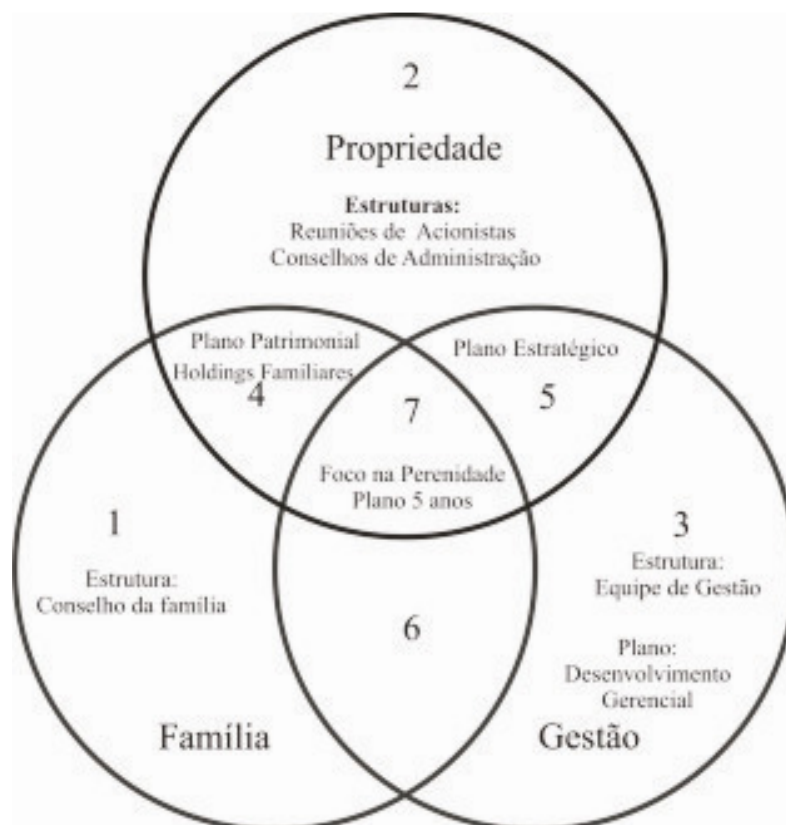 2
Propriedade
Estruturas:
Reuniões de Acionistas
Conselhos de Administração
Plano Patrimonial
Holdings Familiares
4
Plano Estratégico
5
7
Foco na Perenidade
Plano 5 anos
1
Estrutura:
Conselho da família
3
Estrutura:
Equipe de Gestão
6
Plano:
Desenvolvimento
Gerencial
Família
Gestão